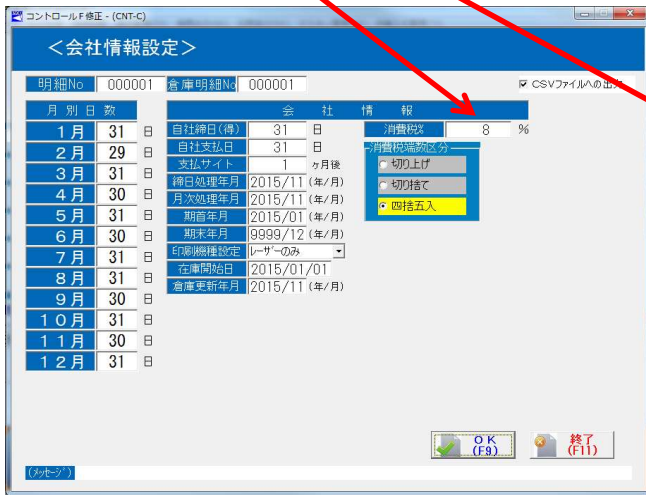 コントロールF修正 - (CNT-C)
＜会社情報設定＞
明細No 000001 倉庫明細No 000001
CSVファイルへの出力
月別日数
会社情報
1月 31 日
2月 29 日
3月 31 日
4月 30 日
5月 31 日
6月 30 日
7月 31 日
8月 31 日
9月 30 日
10月 31 日
11月 30 日
12月 31 日
自社締日(得) 31 日
自社支払日 31 日
支払サイト 1 ヶ月後
締日処理年月 2015/11 (年/月)
月次処理年月 2015/11 (年/月)
期首年月 2015/01 (年/月)
期末年月 9999/12 (年/月)
印刷機種設定 レーザーのみ
在庫開始日 2015/01/01
倉庫更新年月 2015/11 (年/月)
消費税% 8 %
消費税端数区分
切り上げ
切り捨て
四捨五入
OK
(F9)
終了
(F11)
(メッセージ)